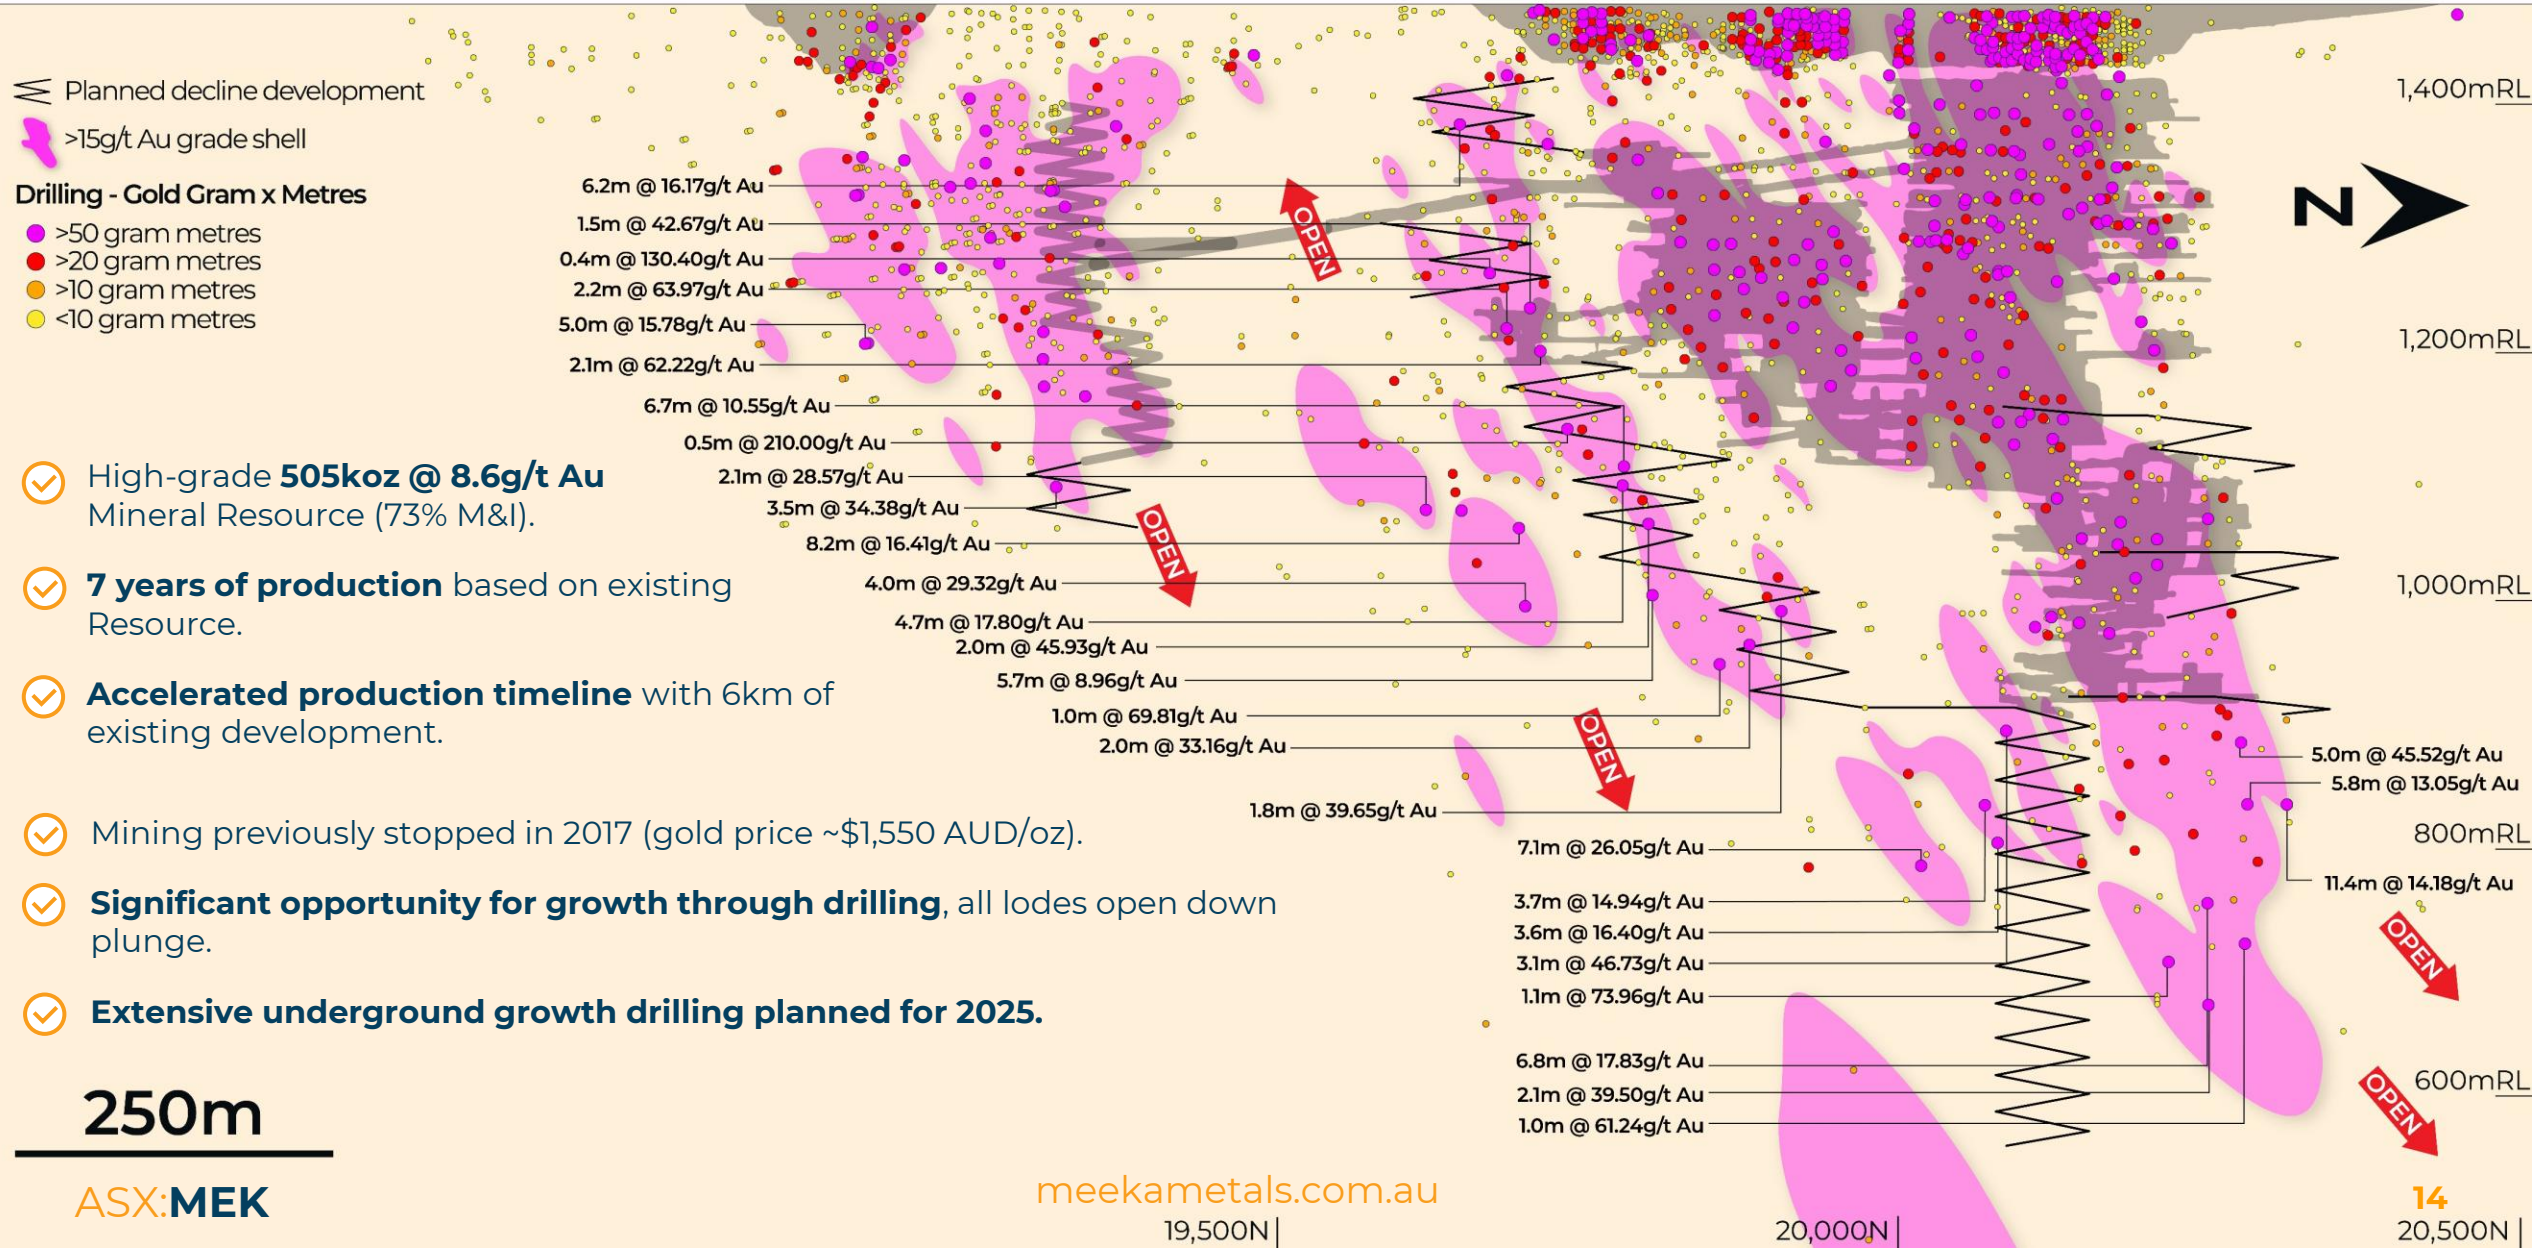 Planned decline development
>15g/t Au grade shell
Drilling - Gold Gram x Metres
>50 gram metres
>20 gram metres
>10 gram metres
<10 gram metres
High-grade 505koz @ 8.6g/t Au
Mineral Resource (73% M&I).
7 years of production based on existing
Resource.
Accelerated production timeline with 6km of
existing development.
Mining previously stopped in 2017 (gold price ~$1,550 AUD/oz).
Significant opportunity for growth through drilling, all lodes open down
plunge.
Extensive underground growth drilling planned for 2025.
250m
ASX:MEK
6.2m @ 16.17g/t Au
1.5m @ 42.67g/t Au
0.4m @ 130.40g/t Au
2.2m @ 63.97g/t Au
5.0m @ 15.78g/t Au
2.1m @ 62.22g/t Au
6.7m @ 10.55g/t Au
0.5m @ 210.00g/t Au
2.1m @ 28.57g/t Au
3.5m @ 34.38g/t Au
8.2m @ 16.41g/t Au
4.0m @ 29.32g/t Au
4.7m @ 17.80g/t Au
2.0m @ 45.93g/t Au
5.7m @ 8.96g/t Au
1.0m @ 69.81g/t Au
2.0m @ 33.16g/t Au
1.8m @ 39.65g/t Au
7.1m @ 26.05g/t Au
3.7m @ 14.94g/t Au
3.6m @ 16.40g/t Au
3.1m @ 46.73g/t Au
1.1m @ 73.96g/t Au
6.8m @ 17.83g/t Au
2.1m @ 39.50g/t Au
1.0m @ 61.24g/t Au
OPEN
OPEN
OPEN
N
1,400mRL
1,200mRL
1,000mRL
5.0m @ 45.52g/t Au
5.8m @ 13.05g/t Au
800mRL
11.4m @ 14.18g/t Au
OPEN
600mRL
OPEN
meekametals.com.au
14
19,500N
20,000N
20,500N